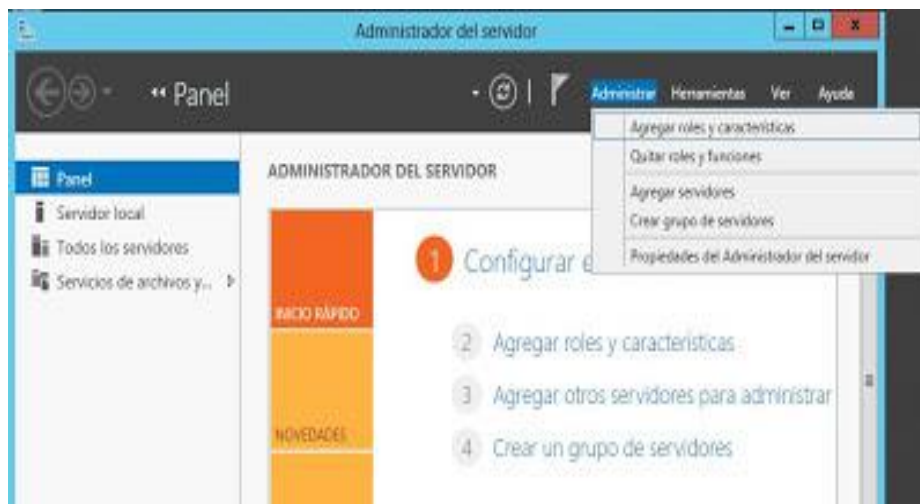 Administrador del servidor
Panel
Administrar Herramientas Ver Ayuda
Agregar roles y características
Quitar roles y funciones
Agregar servidores
Crear grupo de servidores
Propiedades del Administrador del servidor
Panel
Servidor local
Todos los servidores
Servicios de archivos y...
ADMINISTRADOR DEL SERVIDOR
INICIO RÁPIDO
NOVEDADES
1 Configurar e
2 Agregar roles y características
3 Agregar otros servidores para administrar
4 Crear un grupo de servidores